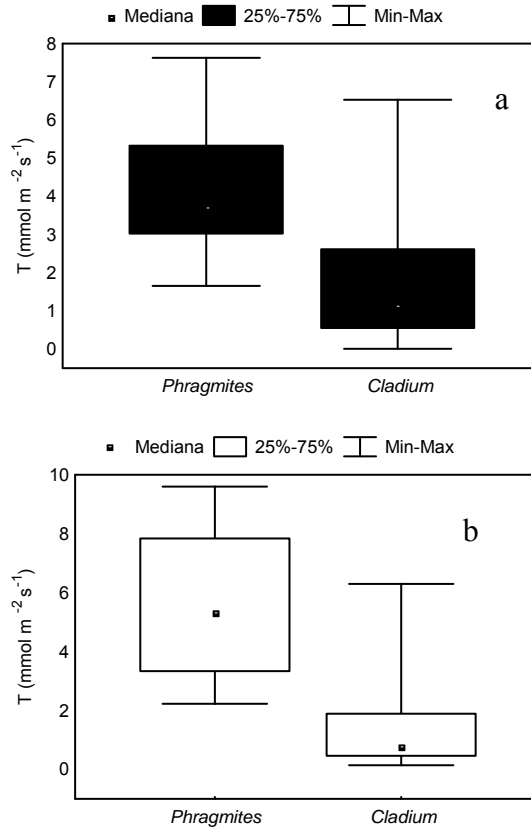 Mediana 25%-75% Min-Max
8
7
6
5
4
3
2
1
0
T (mmol m⁻² s⁻¹)
a
Phragmites Cladium
Mediana 25%-75% Min-Max
10
8
6
4
2
0
T (mmol m⁻² s⁻¹)
b
Phragmites Cladium